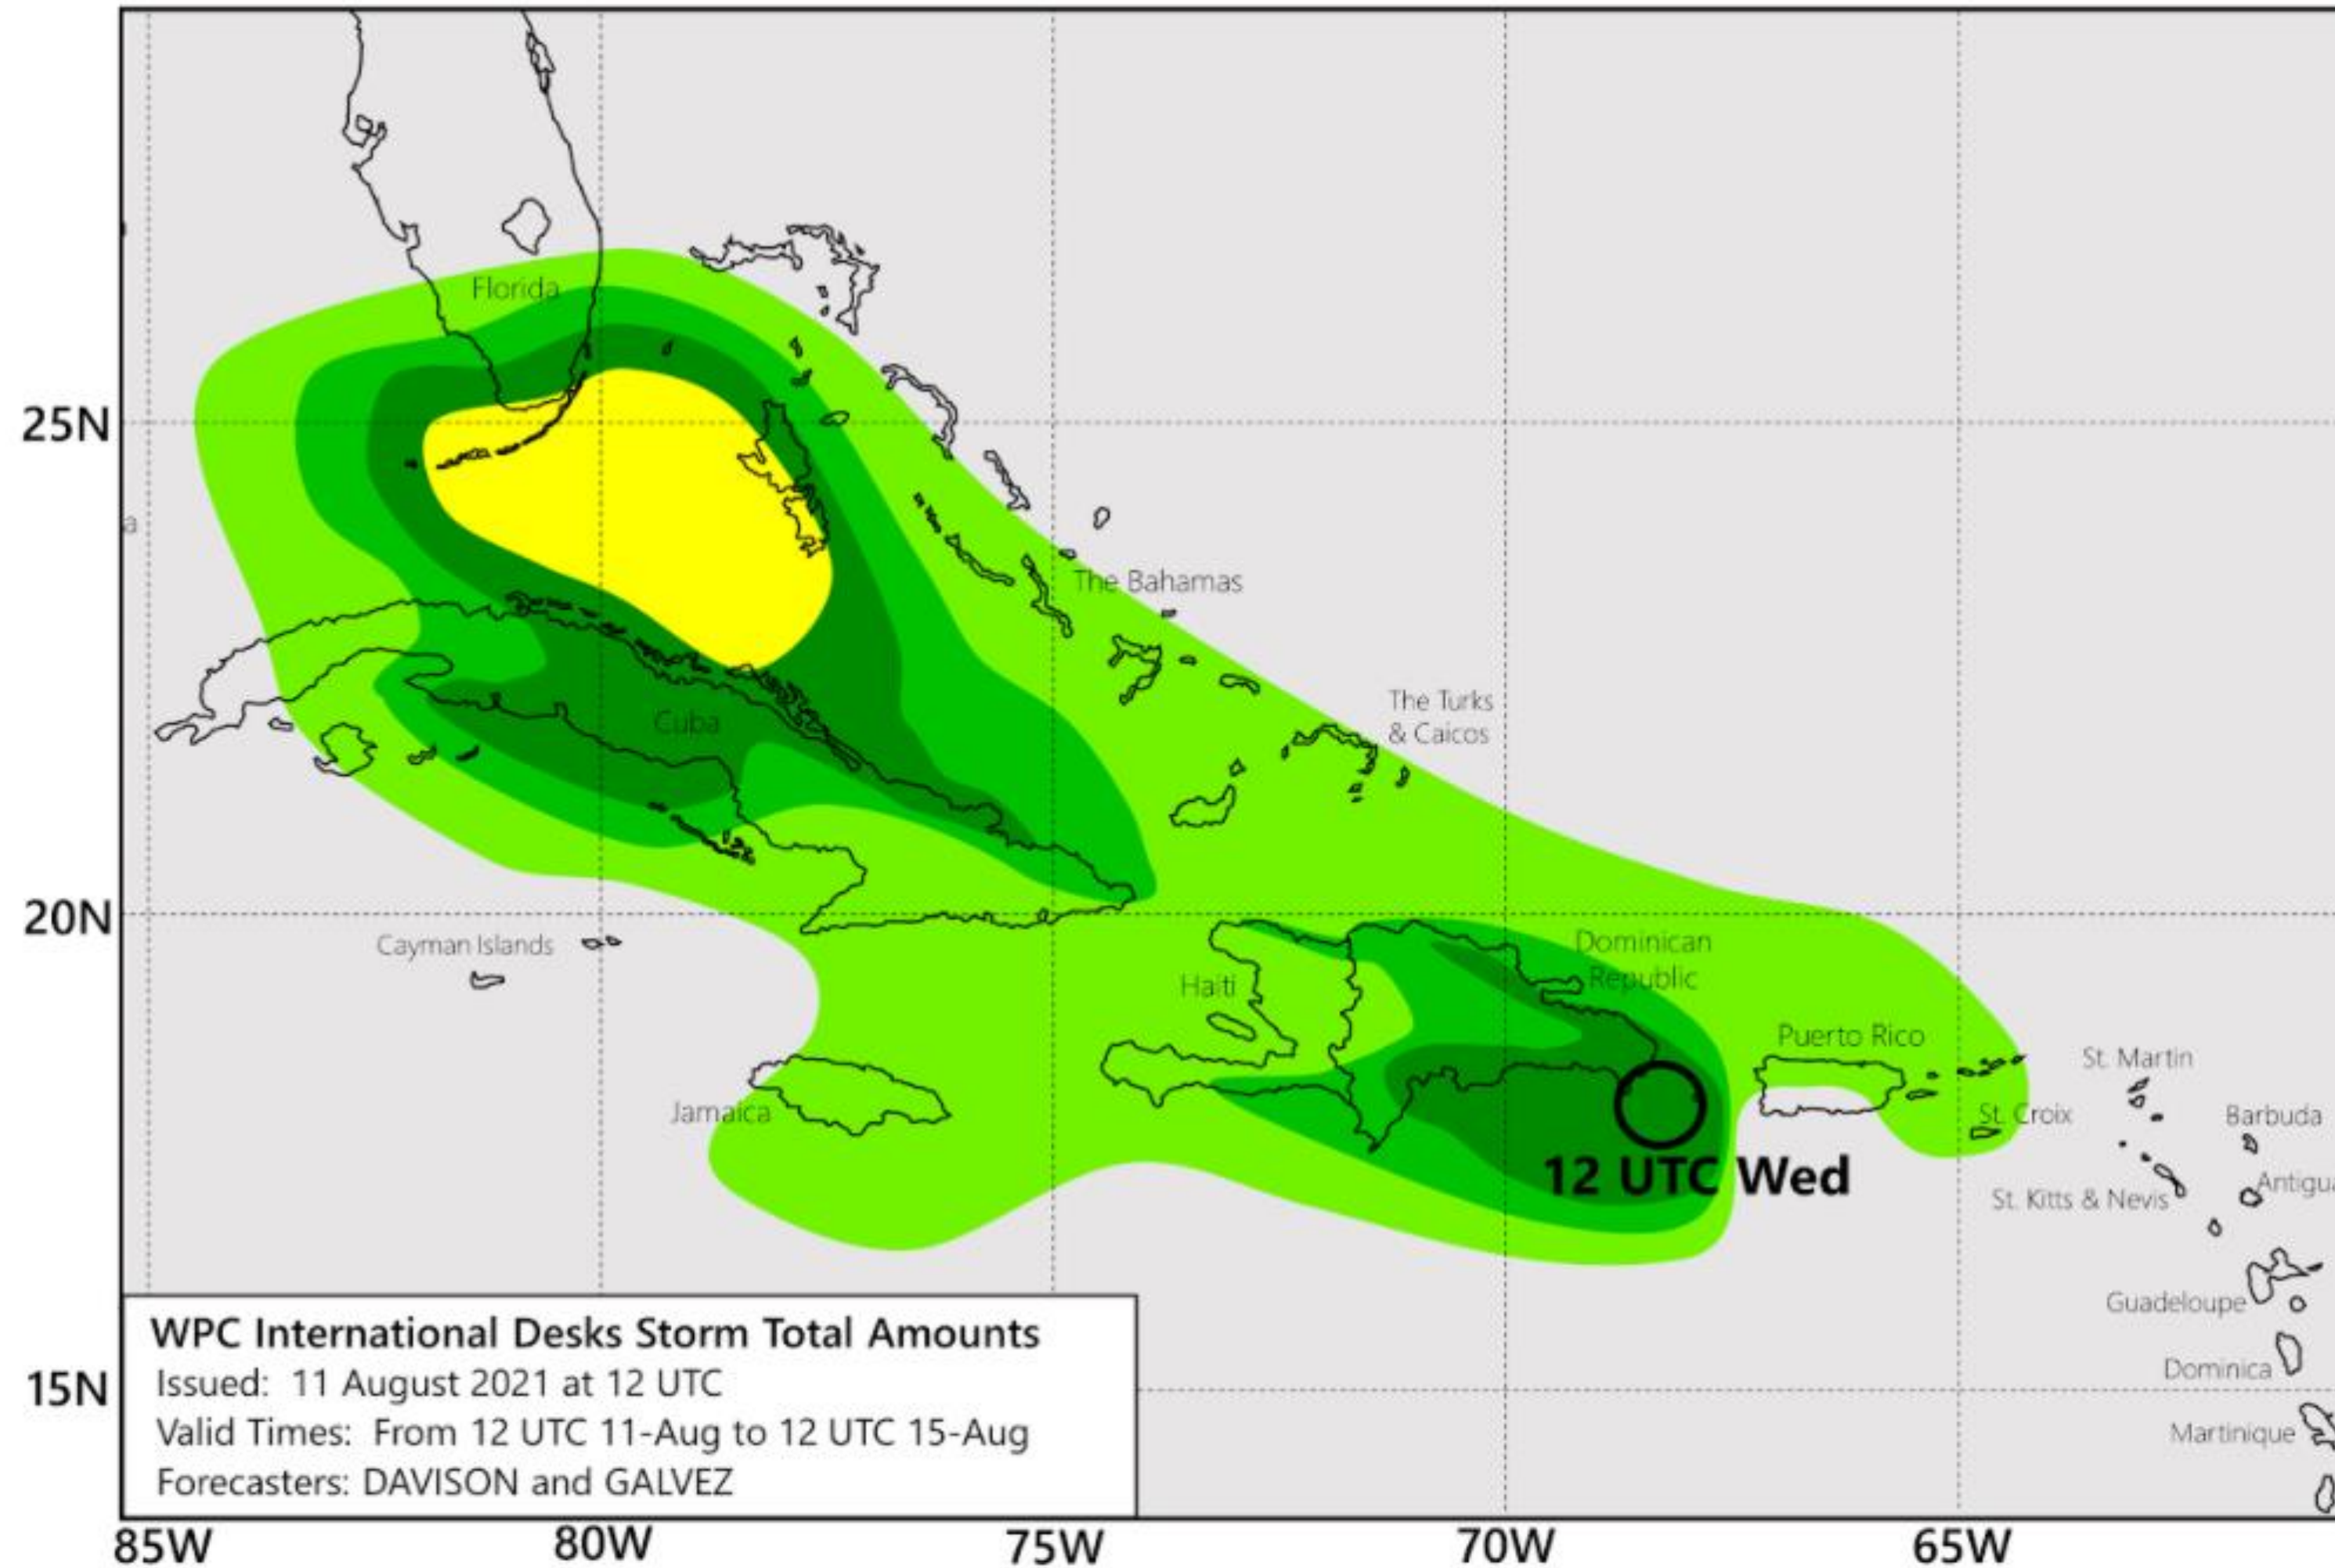 Florida
25N
a
The Bahamas
The Turks
& Caicos
Cuba
20N
Cayman Islands
Dominican
Republic
Haiti
Puerto Rico
St. Martin
Jamaica
St. Croix
Barbuda
12 UTC Wed
St. Kitts & Nevis
Antigua
Guadeloupe
Dominica
Martinique
15N
WPC International Desks Storm Total Amounts
Issued: 11 August 2021 at 12 UTC
Valid Times: From 12 UTC 11-Aug to 12 UTC 15-Aug
Forecasters: DAVISON and GALVEZ
85W
80W
75W
70W
65W